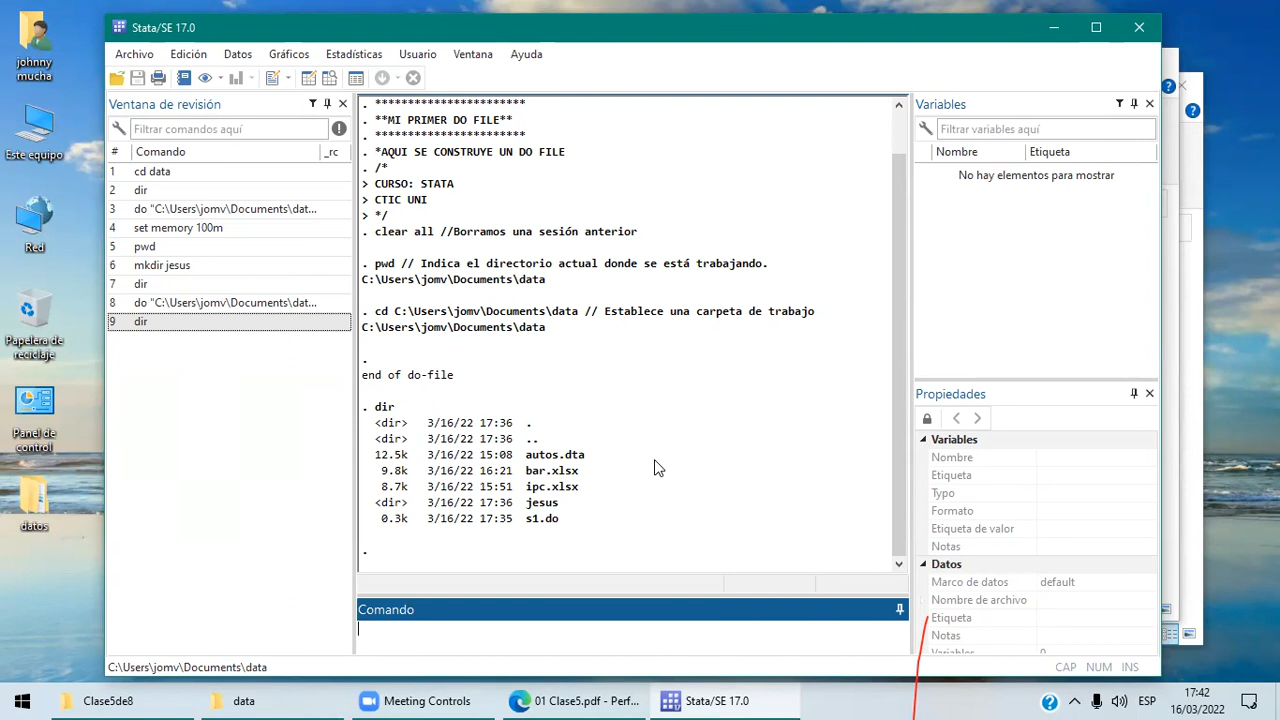 johnny
mucha
Este equipo
Red
Papelera de
reciclaje
Panel de
control
datos
Stata/SE 17.0
Archivo Edición Datos Gráficos Estadísticas Usuario Ventana Ayuda
Ventana de revisión
Filtrar comandos aquí
# Comando _rc
1 cd data
2 dir
3 do "C:\Users\jomv\Documents\dat...
4 set memory 100m
5 pwd
6 mkdir jesus
7 dir
8 do "C:\Users\jomv\Documents\dat...
9 dir
. ***********************
. **MI PRIMER DO FILE**
. ***********************
. *AQUI SE CONSTRUYE UN DO FILE
. /*
> CURSO: STATA
> CTIC UNI
> */
. clear all //Borramos una sesión anterior
. pwd // Indica el directorio actual donde se está trabajando.
C:\Users\jomv\Documents\data
. cd C:\Users\jomv\Documents\data // Establece una carpeta de trabajo
C:\Users\jomv\Documents\data
.
end of do-file
. dir
<dir> 3/16/22 17:36 .
<dir> 3/16/22 17:36 ..
12.5k 3/16/22 15:08 autos.dta
9.8k 3/16/22 16:21 bar.xlsx
8.7k 3/16/22 15:51 ipc.xlsx
<dir> 3/16/22 17:36 jesus
0.3k 3/16/22 17:35 s1.do
.
Comando
Variables
Filtrar variables aquí
Nombre Etiqueta
No hay elementos para mostrar
Propiedades
Variables
Nombre
Etiqueta
Typo
Formato
Etiqueta de valor
Notas
Datos
Marco de datos default
Nombre de archivo
Etiqueta
Notas
Variables 0
C:\Users\jomv\Documents\data
CAP NUM INS
Clase5de8
data
Meeting Controls
01 Clase5.pdf - Perf...
Stata/SE 17.0
ESP
17:42
16/03/2022